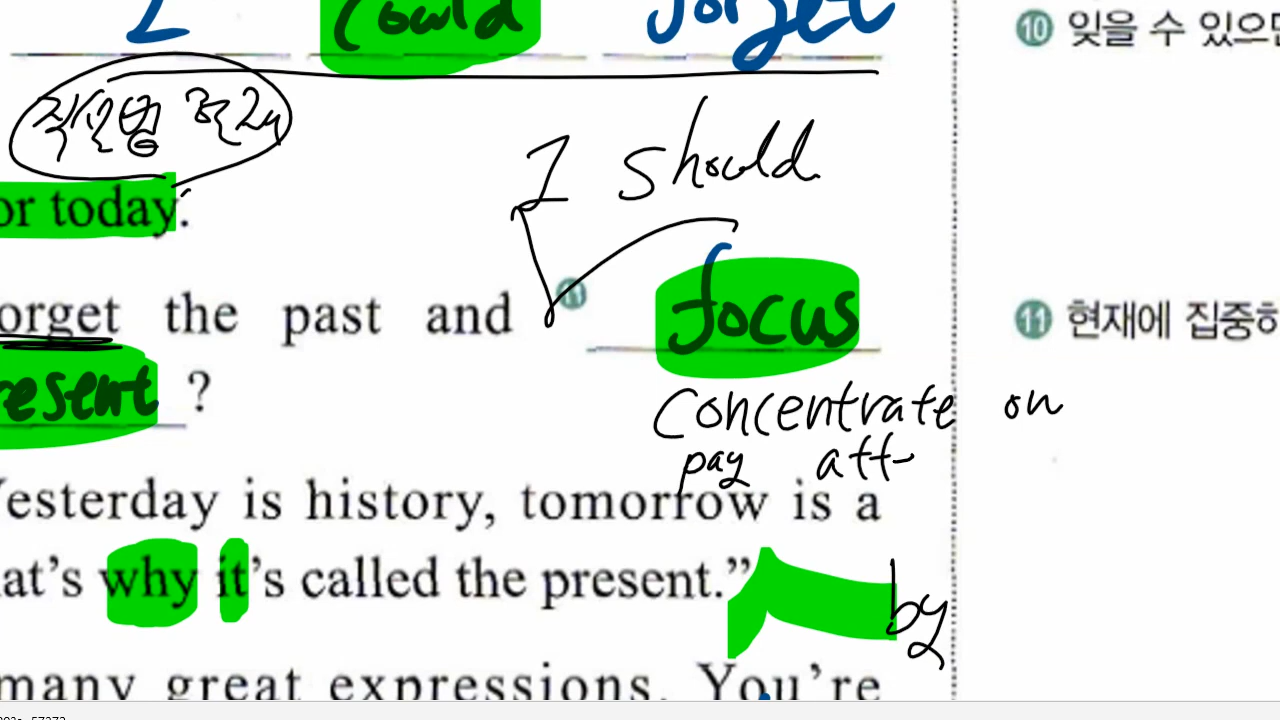 I could forget
⑩ 잊을 수 있으면
직설법 현재
I should
or today.
orget the past and ⑪ focus
⑪ 현재에 집중하
resent ?
concentrate on
pay att-
Yesterday is history, tomorrow is a
at's why it's called the present.”
by
many great expressions. You're